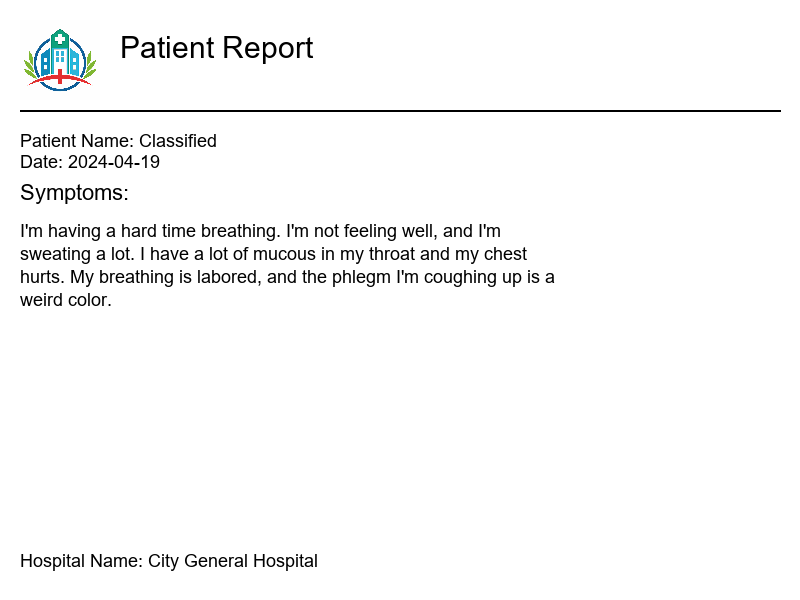 Patient Report
Patient Name: Classified
Date: 2024-04-19
Symptoms:
I'm having a hard time breathing. I'm not feeling well, and I'm
sweating a lot. I have a lot of mucous in my throat and my chest
hurts. My breathing is labored, and the phlegm I'm coughing up is a
weird color.
Hospital Name: City General Hospital